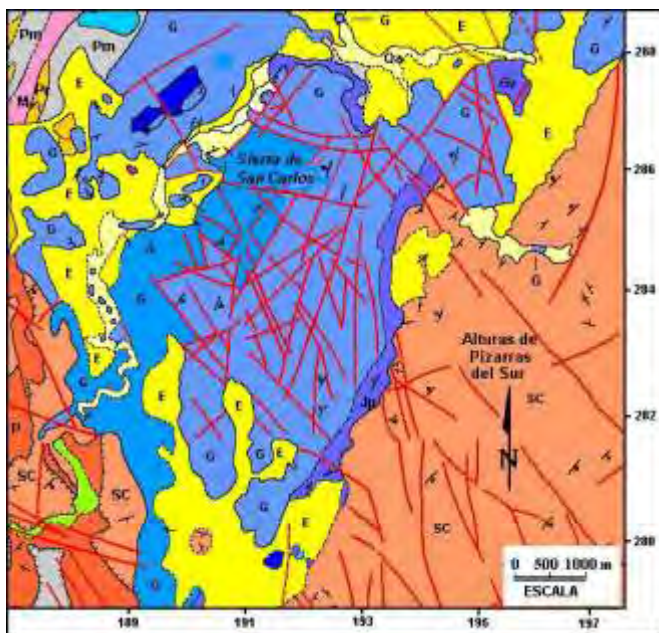 G
G
E
Pm
Pm
Qa
E
G
288
Pz
E
G
G
E
G
E
Sierra de
San Carlos
286
E
G
G
G
284
E
G
Alturas de
Pizarras
del Sur
SC
E
E
282
P
SC
SC
G
G
E
Jp
N
G
E
SC
0 500 1000 m
ESCALA
280
G
189
191
193
195
197